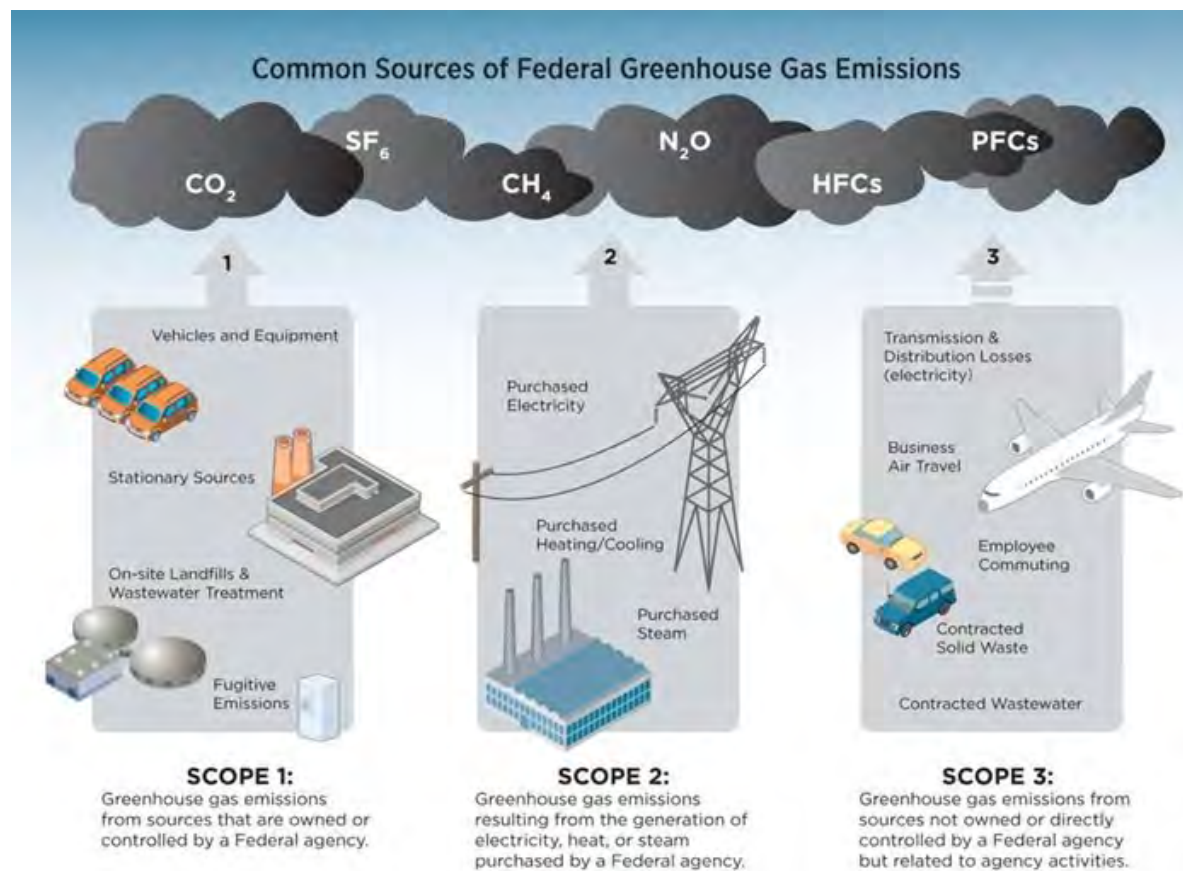 Common Sources of Federal Greenhouse Gas Emissions
CO₂
SF₆
CH₄
N₂O
HFCs
PFCs
1
2
3
Vehicles and Equipment
Stationary Sources
On-site Landfills &
Wastewater Treatment
Fugitive
Emissions
Purchased
Electricity
Purchased
Heating/Cooling
Purchased
Steam
Transmission &
Distribution Losses
(electricity)
Business
Air Travel
Employee
Commuting
Contracted
Solid Waste
Contracted Wastewater
SCOPE 1:
Greenhouse gas emissions
from sources that are owned or
controlled by a Federal agency.
SCOPE 2:
Greenhouse gas emissions
resulting from the generation of
electricity, heat, or steam
purchased by a Federal agency.
SCOPE 3:
Greenhouse gas emissions from
sources not owned or directly
controlled by a Federal agency
but related to agency activities.